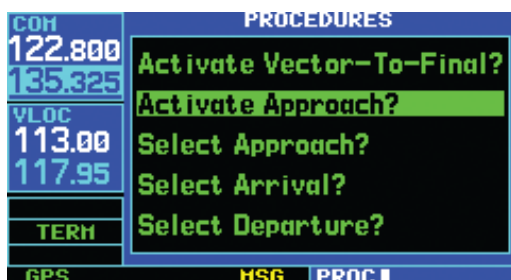 COM
122.800
135.325
VLOC
113.00
117.95
TERM
GPS
PROCEDURES
Activate Vector-To-Final?
Activate Approach?
Select Approach?
Select Arrival?
Select Departure?
MSG PROC